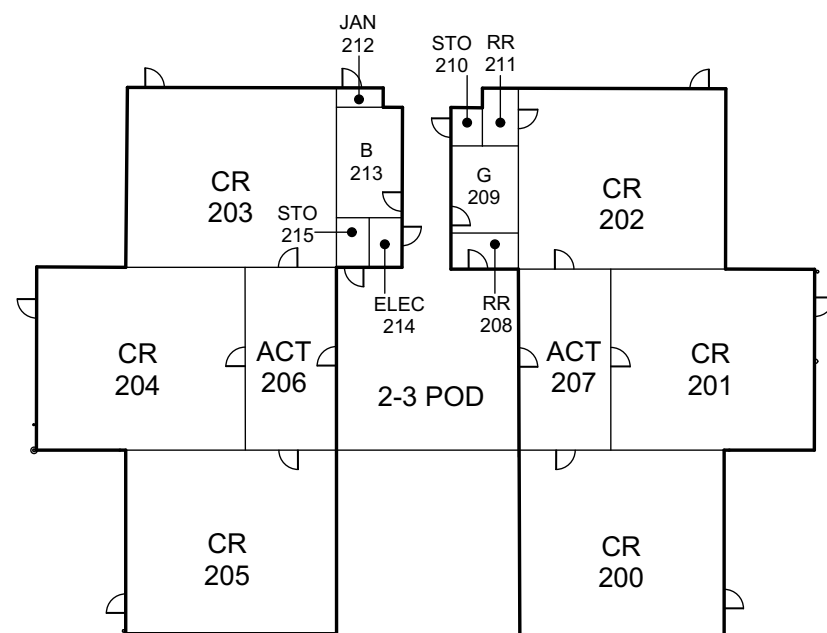 JAN
212
STO
210
RR
211
B
213
G
209
CR
203
CR
202
STO
215
ELEC
214
RR
208
CR
204
ACT
206
2-3 POD
ACT
207
CR
201
CR
205
CR
200